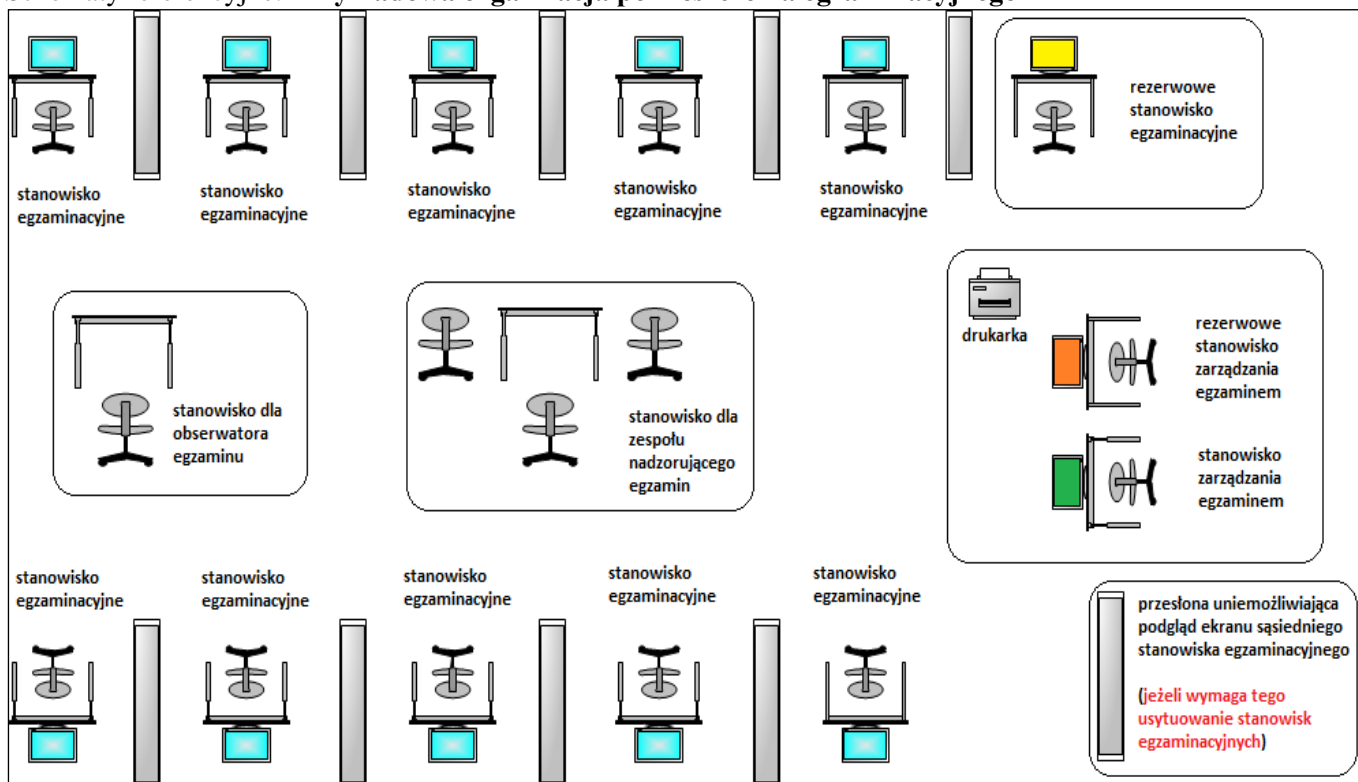 organizacja
rezerwowe
stanowisko
egzaminacyjne
stanowisko
egzaminacyjne
stanowisko
egzaminacyjne
stanowisko
egzaminacyjne
stanowisko
egzaminacyjne
stanowisko
egzaminacyjne
drukarka
rezerwowe
stanowisko
zarządzania
egzaminem
stanowisko dla
obserwatora
egzaminu
stanowisko dla
zespołu
nadzorującego
egzamin
stanowisko
zarządzania
egzaminem
stanowisko
egzaminacyjne
stanowisko
egzaminacyjne
stanowisko
egzaminacyjne
stanowisko
egzaminacyjne
stanowisko
egzaminacyjne
przesłona uniemożliwiająca
podgląd ekranu sąsiedniego
stanowiska egzaminacyjnego
(jeżeli wymaga tego
usytuowanie stanowisk
egzaminacyjnych)